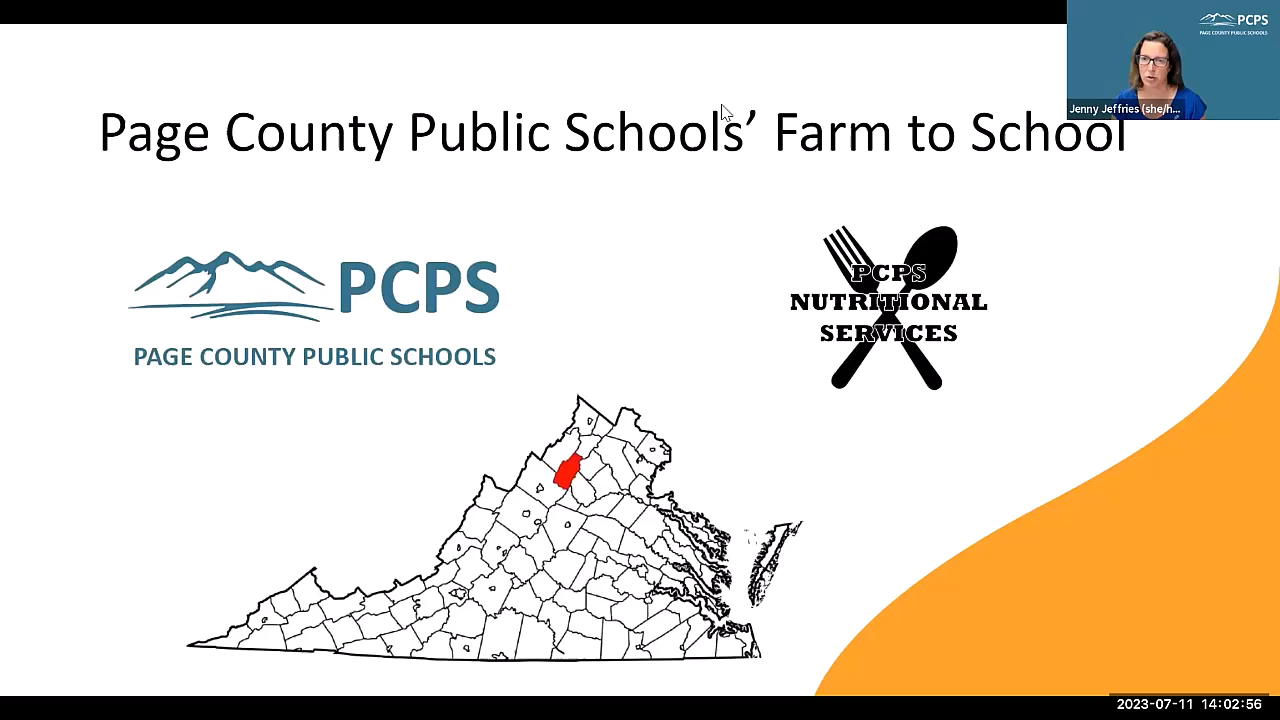 PCPS
PAGE COUNTY PUBLIC SCHOOLS
Jenny Jeffries (she/h...
Page County Public Schools’ Farm to School
PCPS
PAGE COUNTY PUBLIC SCHOOLS
PCPS
NUTRITIONAL
SERVICES
2023-07-11 14:02:56